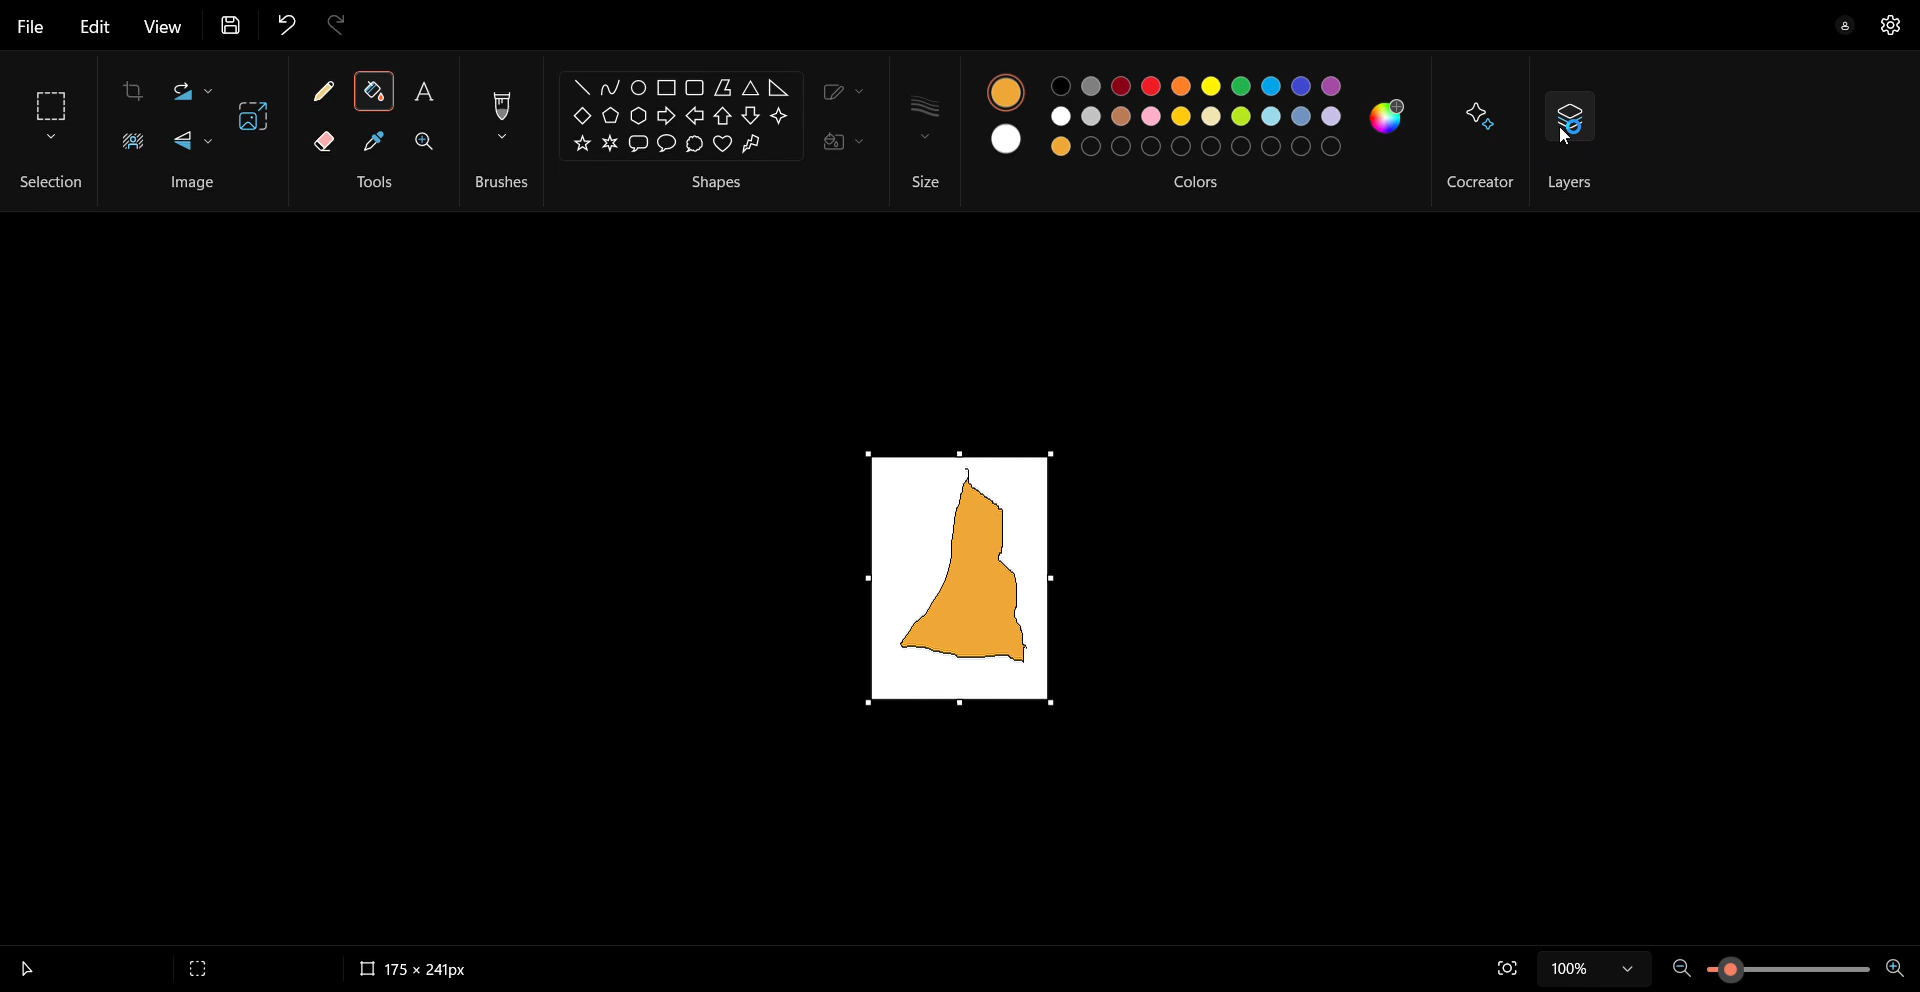 File Edit View
Selection Image Tools Brushes Shapes Size Colors Cocreator Layers
175 × 241px 100%